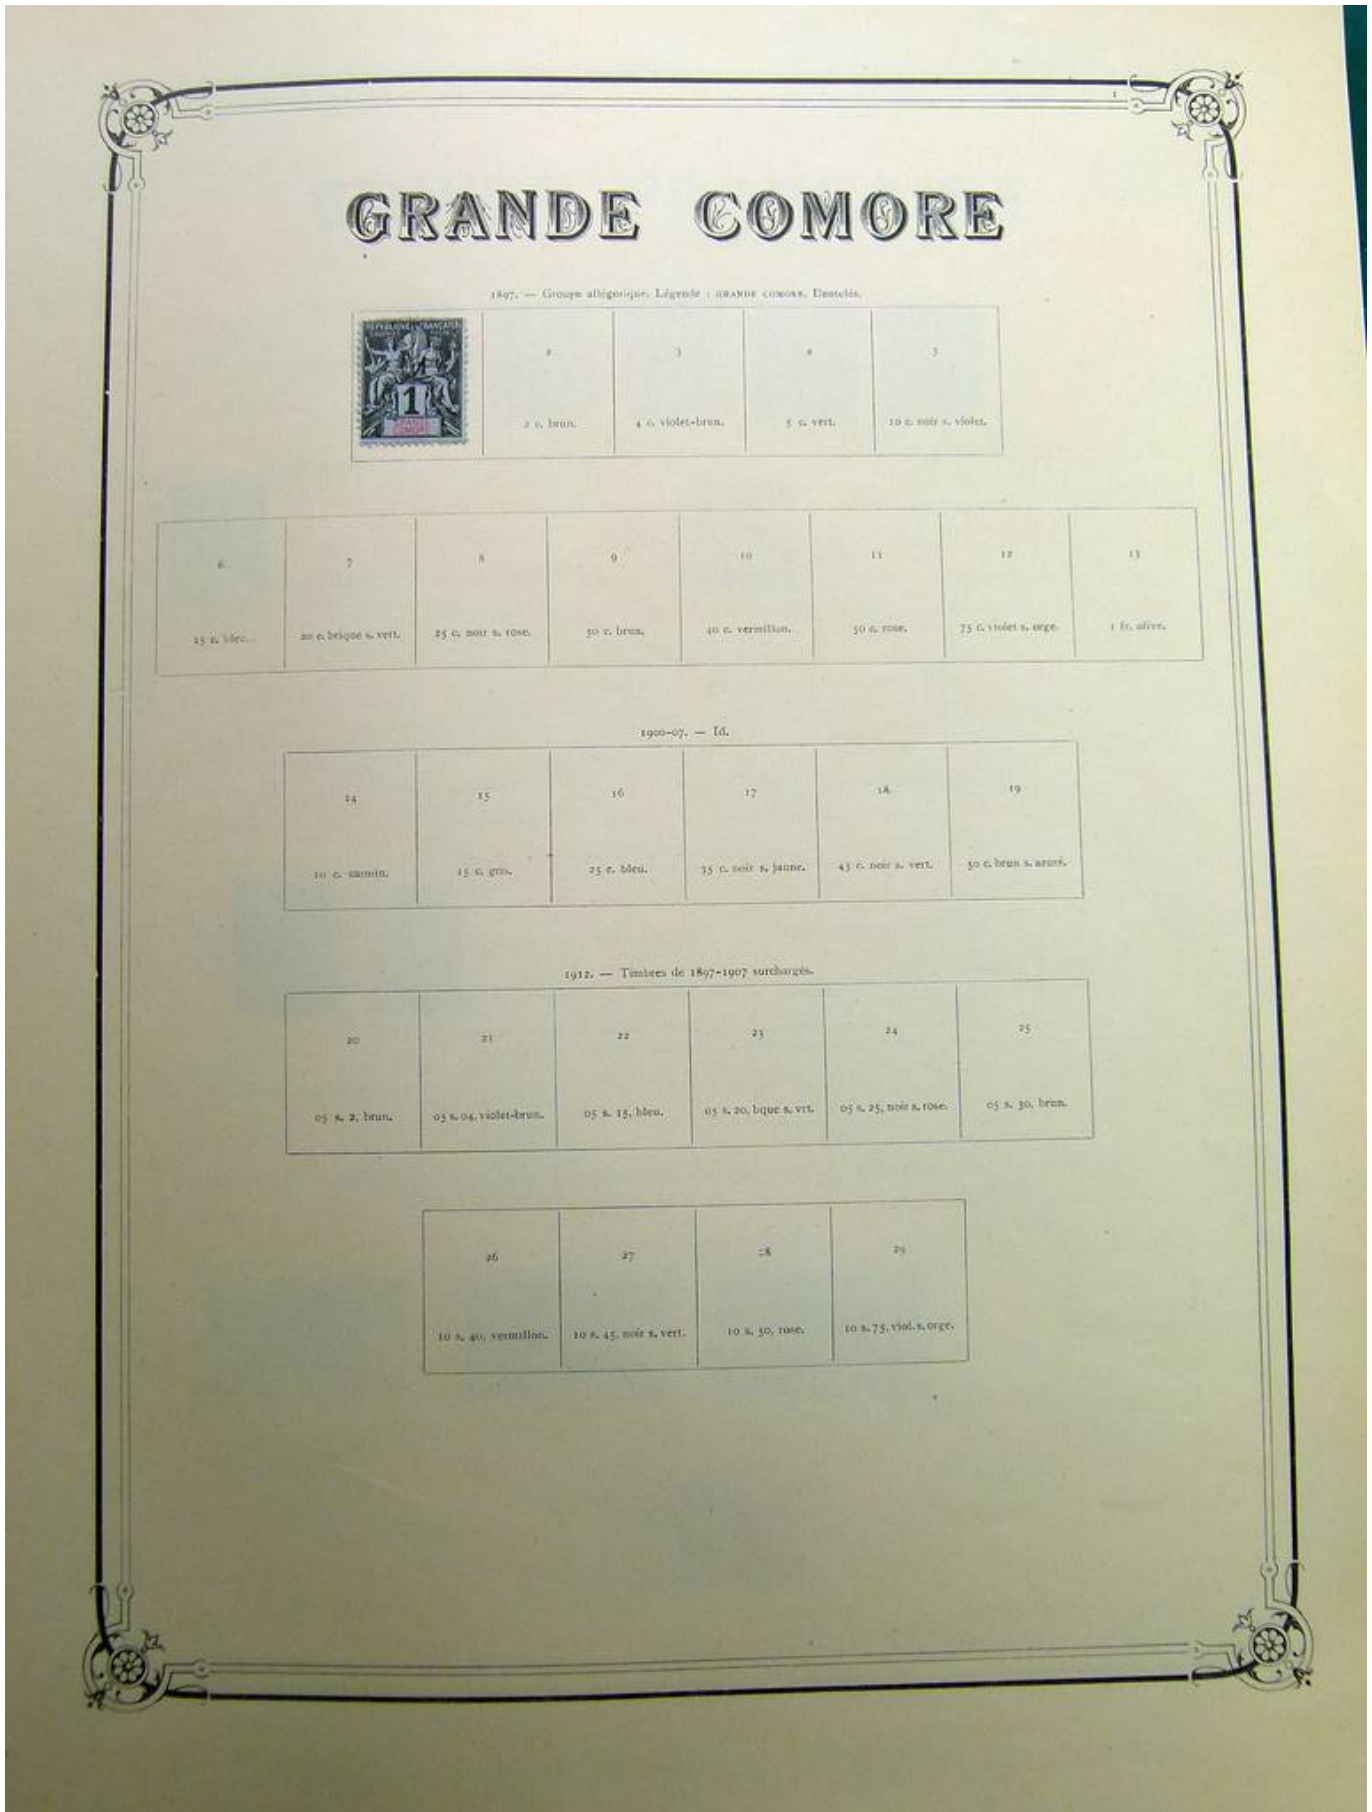 1
GRANDE COMORE
1897. — Groupe allégorique. Légende : GRANDE COMORE. Dentelés.
RÉPUBLIQUE FRANÇAISE
1
GRANDE
COMORE
2 3 4 5
2 c. brun. 4 c. violet-brun. 5 c. vert. 10 c. noir s. violet.
6 7 8 9 10 11 12 13
15 c. bleu. 20 c. brique s. vert. 25 c. noir s. rose. 30 c. brun. 40 c. vermillon. 50 c. rose. 75 c. violet s. orge. 1 fr. olive.
1900-07. — Id.
14 15 16 17 18 19
10 c. carmin. 15 c. gris. 25 c. bleu. 35 c. noir s. jaune. 45 c. noir s. vert. 50 c. brun s. azuré.
1912. — Timbres de 1897-1907 surchargés.
20 21 22 23 24 25
05 s. 2, brun. 05 s. 04, violet-brun. 05 s. 15, bleu. 05 s. 20, bque s. vrt. 05 s. 25, noir s. rose. 05 s. 30, brun.
26 27 28 29
10 s. 40, vermillon. 10 s. 45, noir s. vert. 10 s. 50, rose. 10 s. 75, viol. s. orge.